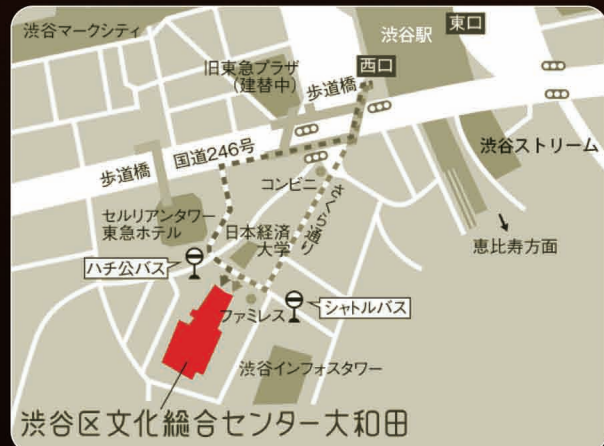 渋谷マークシティ
渋谷駅
東口
西口
旧東急プラザ
(建替中)
歩道橋
国道246号
歩道橋
渋谷ストリーム
コンビニ
さくら通り
セルリアンタワー
東急ホテル
日本経済
大学
恵比寿方面
ハチ公バス
ファミレス
シャトルバス
渋谷インフォスタワー
渋谷区文化総合センター大和田